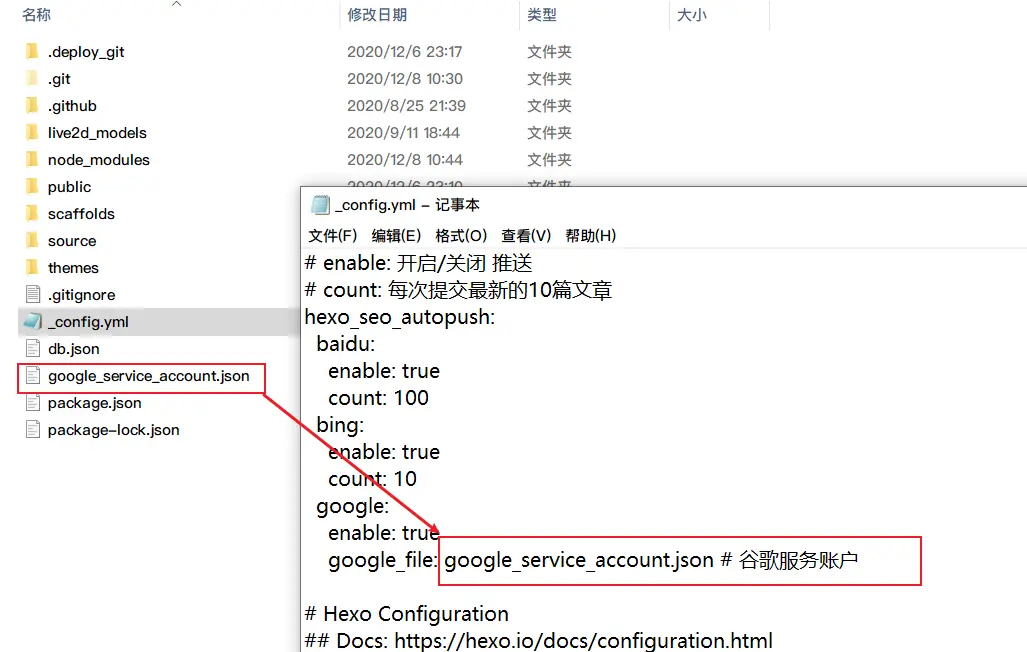 名称 修改日期 类型 大小
.deploy_git 2020/12/6 23:17 文件夹
.git 2020/12/8 10:30 文件夹
.github 2020/8/25 21:39 文件夹
live2d_models 2020/9/11 18:44 文件夹
node_modules 2020/12/8 10:44 文件夹
public 2020/12/6 23:19 文件夹
scaffolds
source
themes
.gitignore
_config.yml
db.json
google_service_account.json
package.json
package-lock.json
_config.yml - 记事本
文件(F) 编辑(E) 格式(O) 查看(V) 帮助(H)
# enable: 开启/关闭 推送
# count: 每次提交最新的10篇文章
hexo_seo_autopush:
baidu:
enable: true
count: 100
bing:
enable: true
count: 10
google:
enable: true
google_file: google_service_account.json # 谷歌服务账户
# Hexo Configuration
## Docs: https://hexo.io/docs/configuration.html